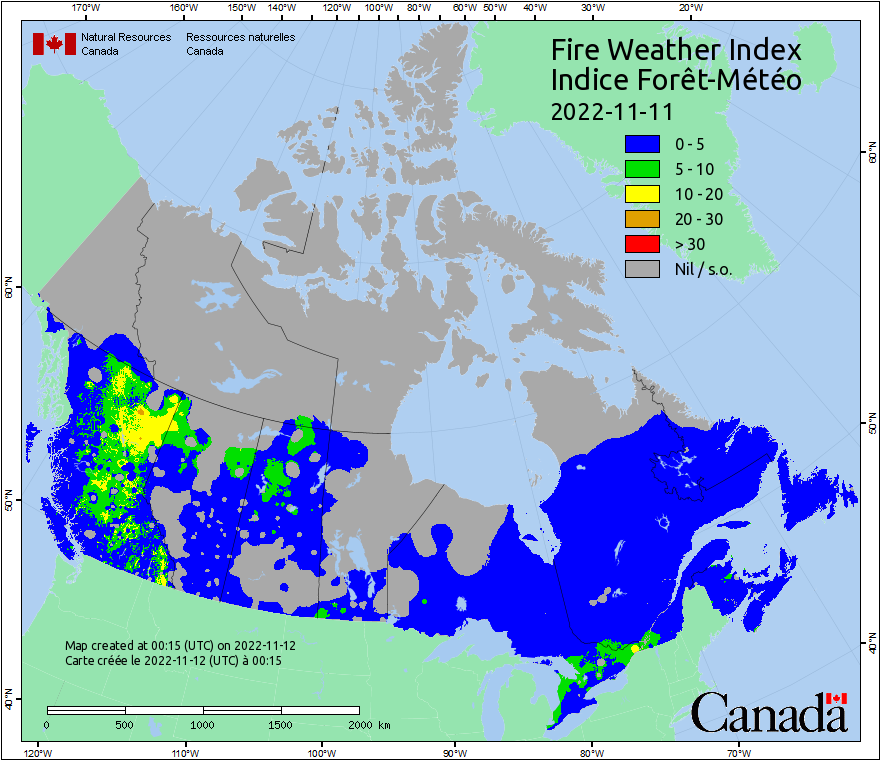 170°W 160°W 150°W 140°W 130°W 120°W 110°W 100°W 90°W 80°W 60°W 50°W 40°W 30°W 20°W
Natural Resources Canada
Ressources naturelles Canada
Fire Weather Index
Indice Forêt-Météo
2022-11-11
0 - 5
5 - 10
10 - 20
20 - 30
> 30
Nil / s.o.
60°N
60°N
50°N
50°N
40°N
40°N
Map created at 00:15 (UTC) on 2022-11-12
Carte créée le 2022-11-12 (UTC) à 00:15
0 500 1000 1500 2000 km
Canada
120°W 110°W 100°W 90°W 80°W 70°W